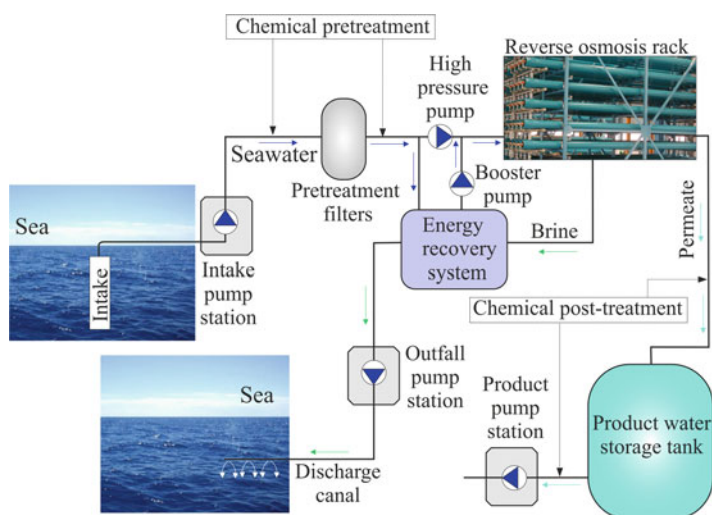 Chemical pretreatment
Reverse osmosis rack
High
pressure
pump
Seawater
Pretreatment
filters
Booster
pump
Sea
Intake
Intake
pump
station
Energy
recovery
system
Brine
Permeate
Chemical post-treatment
Outfall
pump
station
Product
pump
station
Product water
storage tank
Sea
Discharge
canal